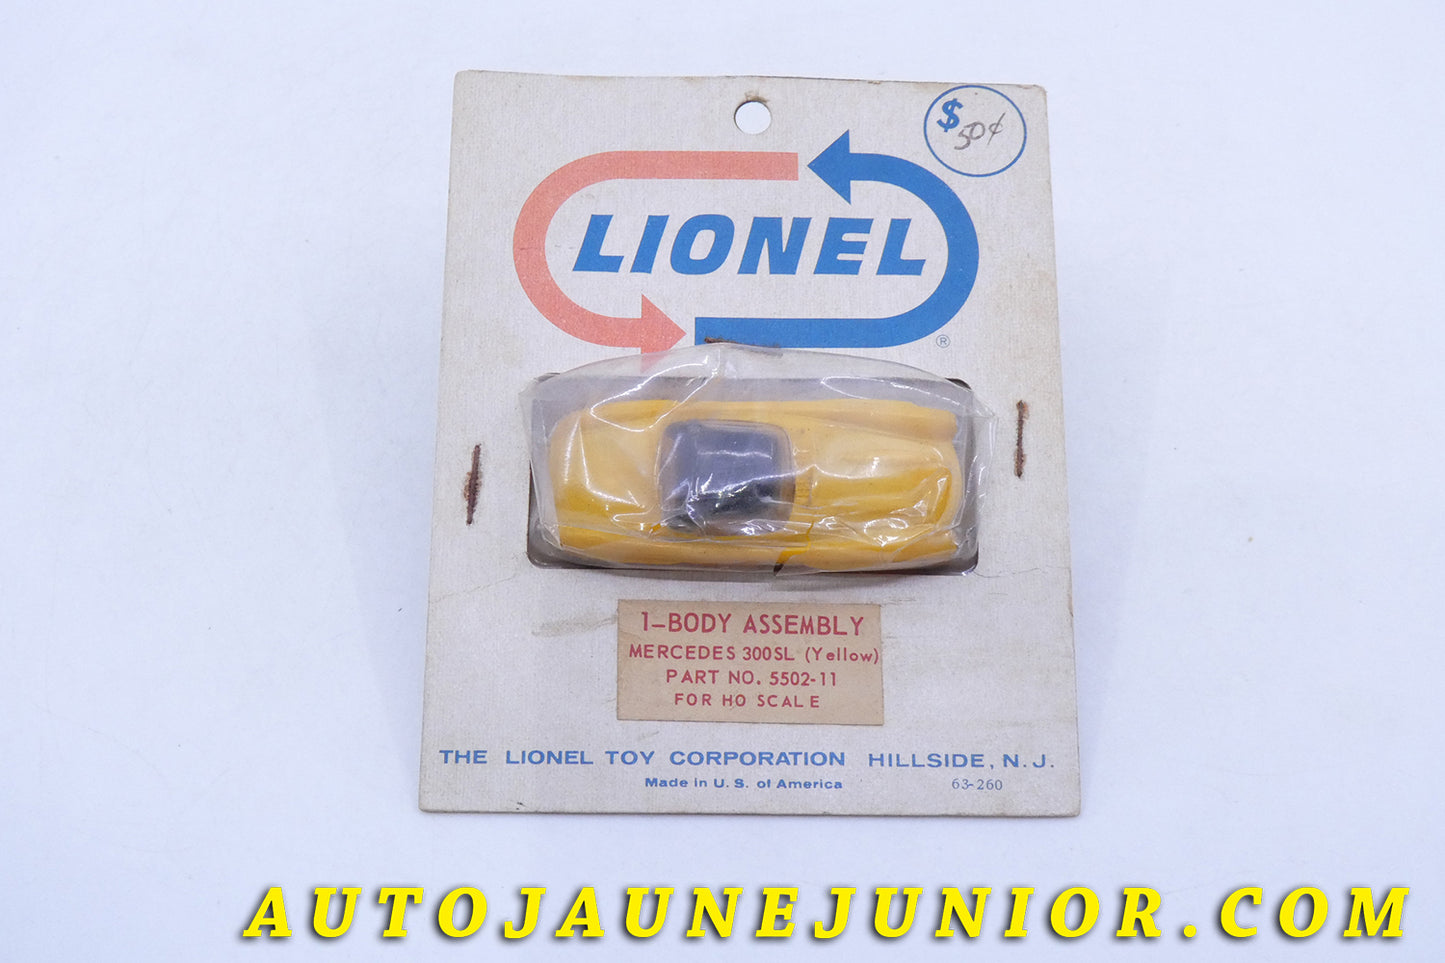 $ 50¢
LIONEL
®
1-BODY ASSEMBLY
MERCEDES 300SL (Yellow)
PART NO. 5502-11
FOR HO SCALE
THE LIONEL TOY CORPORATION HILLSIDE, N. J.
Made in U. S. of America 63-260
AUTOJAUNEJUNIOR.COM